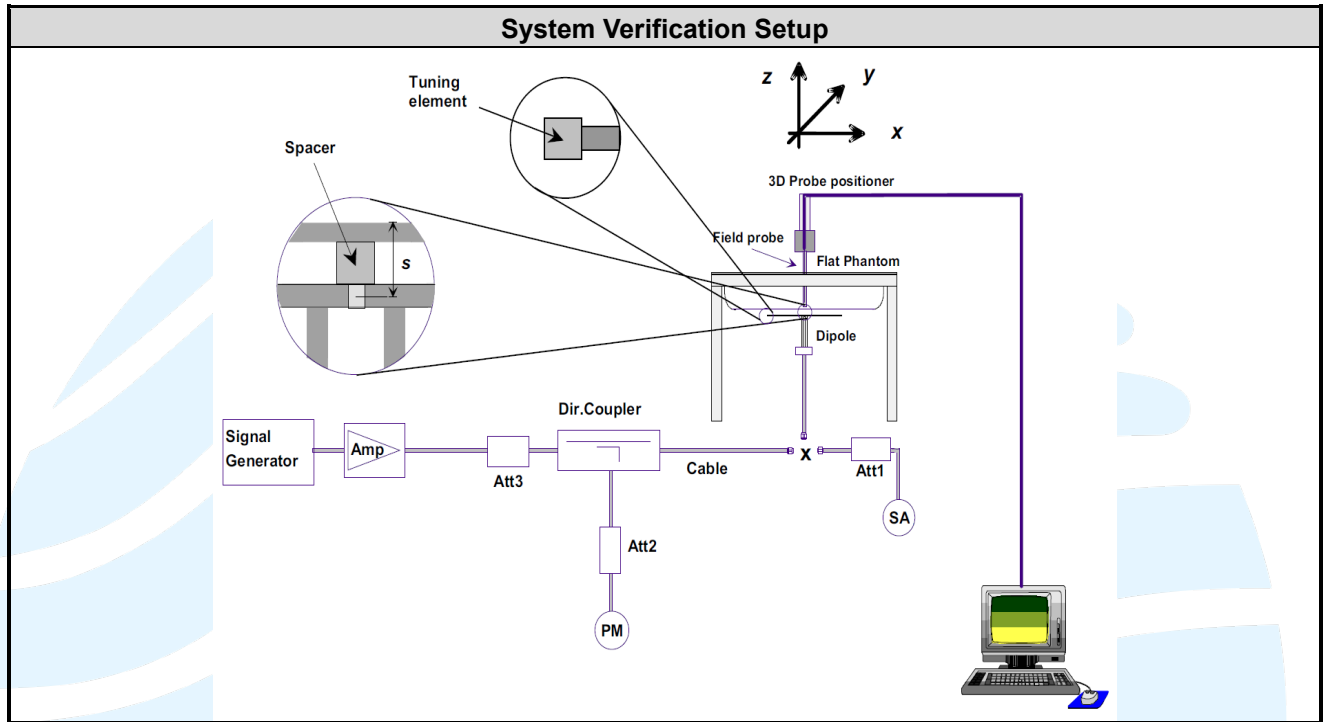 System Verification Setup
Tuning
element
z
y
x
Spacer
3D Probe positioner
s
Field probe
Flat Phantom
Dipole
Dir.Coupler
Signal
Generator
Amp
Att3
Cable
x
Att1
SA
Att2
PM